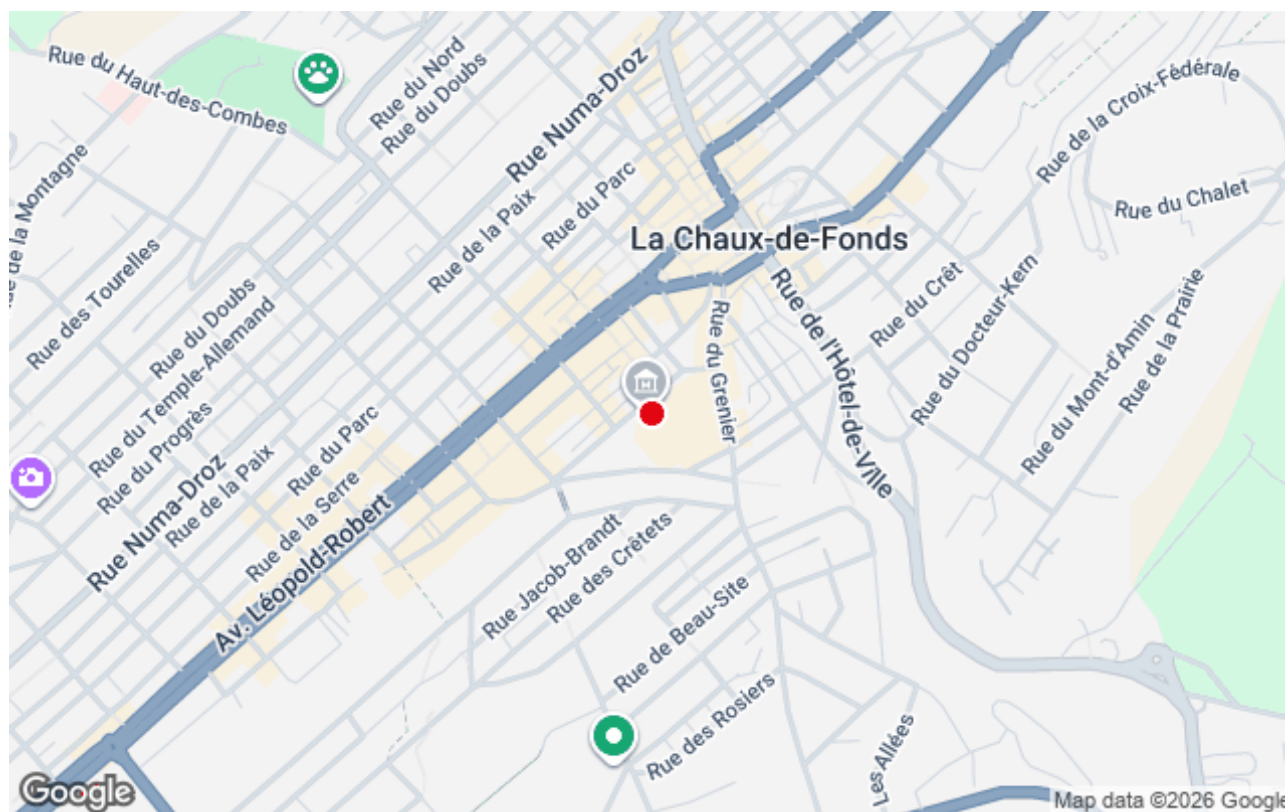 Rue du Haut-des-Combes
Rue du Nord
Rue du Doubs
Rue Numa-Droz
Rue de la Croix-Fédérale
Rue du Chalet
Rue du Parc
Rue de la Paix
La Chaux-de-Fonds
Rue de la Montagne
Rue des Tourelles
Rue du Doubs
Rue du Temple-Allemand
Rue du Progrès
Rue Numa-Droz
Rue de la Paix
Rue du Parc
Rue de la Serre
Av. Léopold-Robert
Rue du Grenier
Rue de l'Hôtel-de-Ville
Rue du Crêt
Rue du Docteur-Kern
Rue du Mont-d'Amin
Rue de la Prairie
Rue Jacob-Brandt
Rue des Crêtets
Rue de Beau-Site
Rue des Rosiers
Les Allées
Google
Map data ©2026 Google